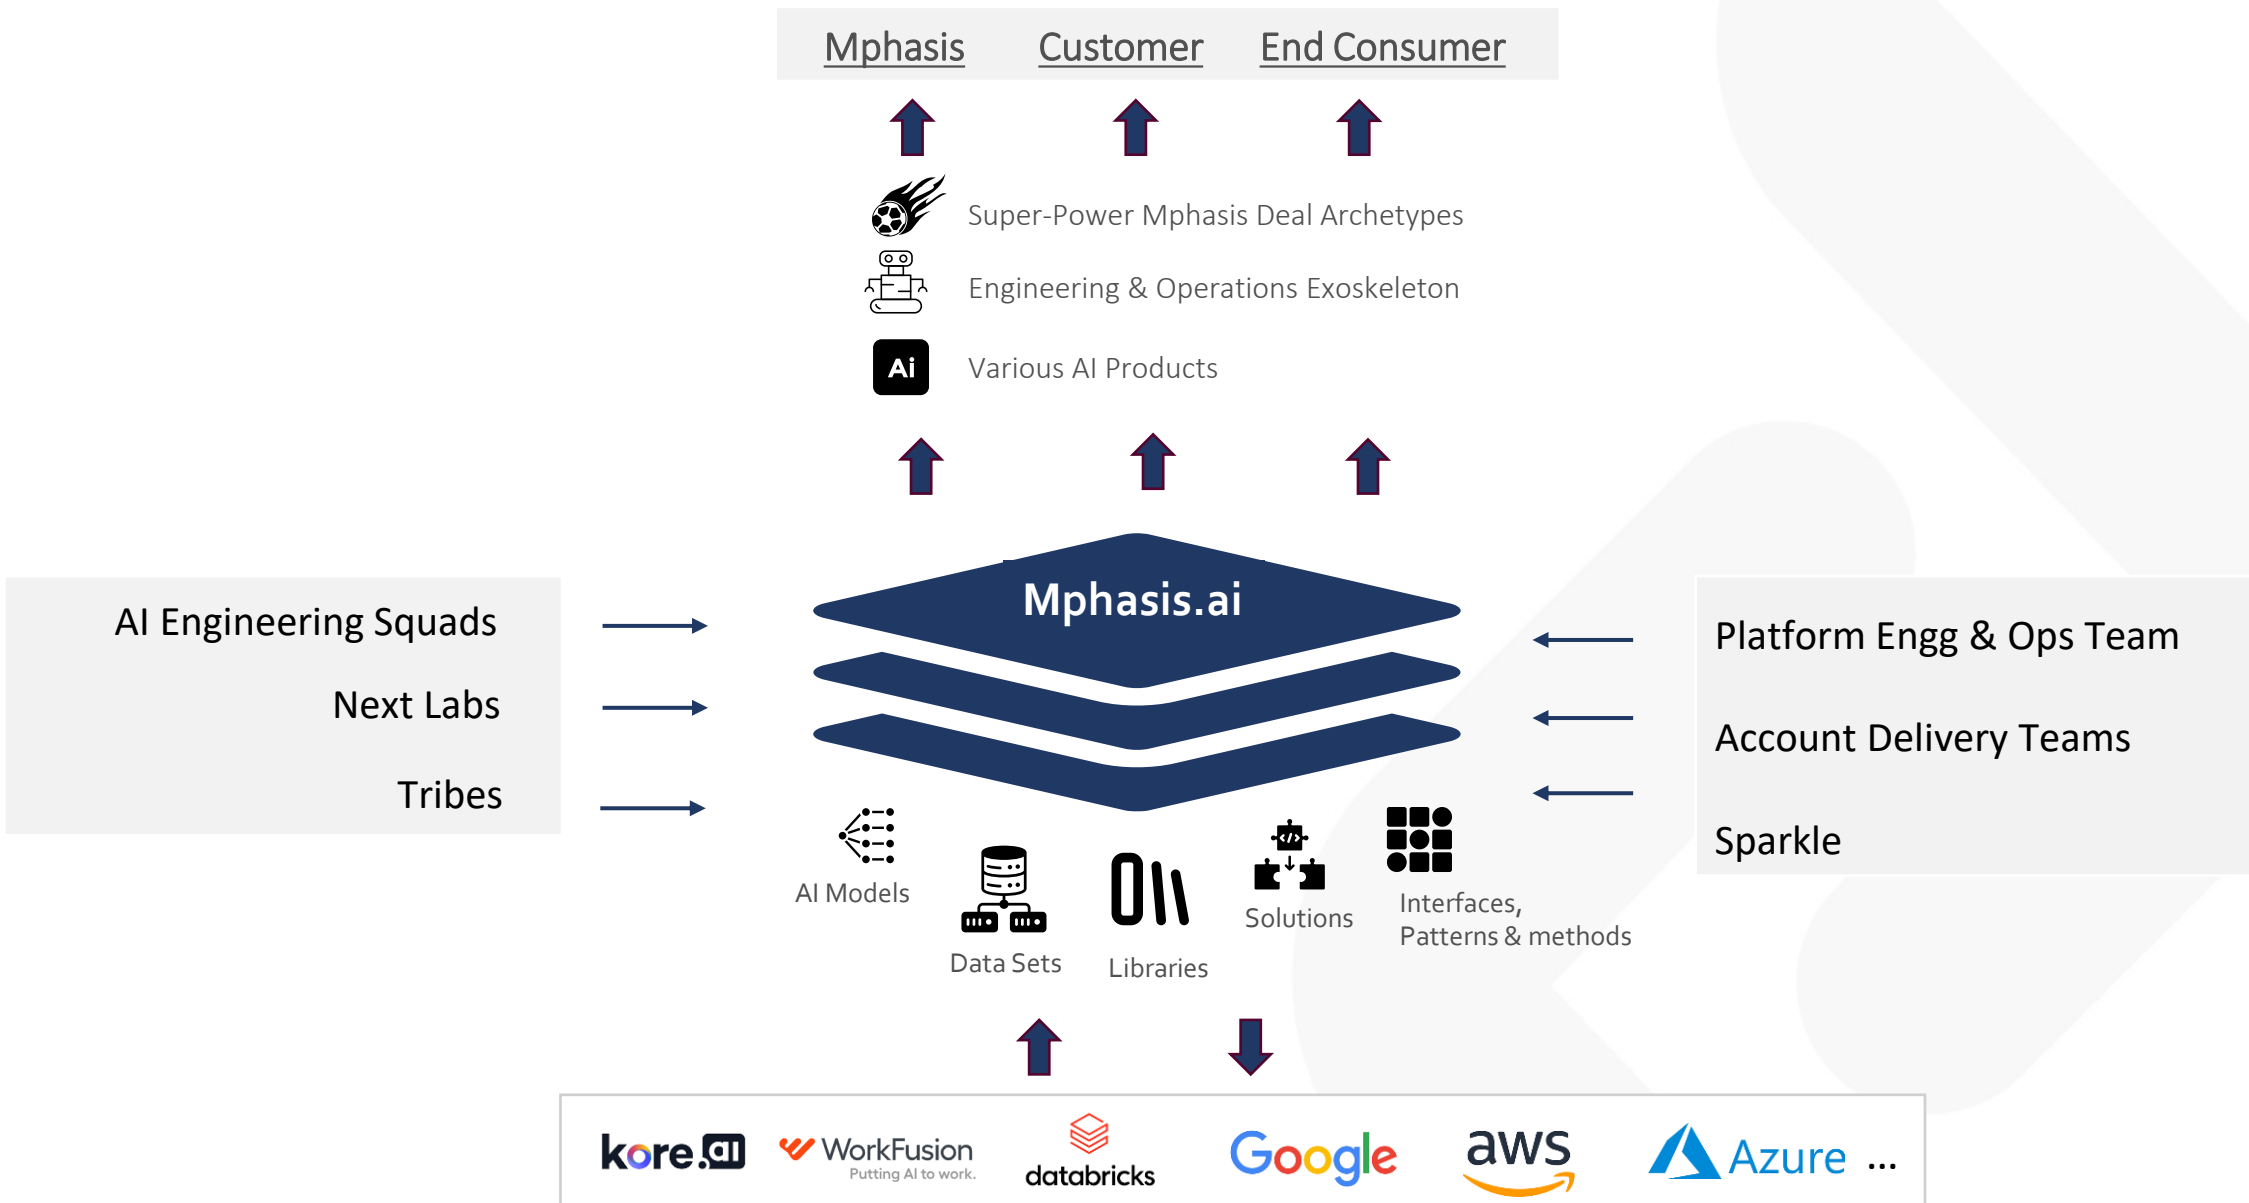 Mphasis Customer End Consumer
Super-Power Mphasis Deal Archetypes
Engineering & Operations Exoskeleton
Ai
Various AI Products
Mphasis.ai
AI Engineering Squads
Next Labs
Tribes
Platform Engg & Ops Team
Account Delivery Teams
Sparkle
AI Models
Data Sets
Libraries
</>
Solutions
Interfaces,
Patterns & methods
kore.ai
WorkFusion
Putting AI to work.
databricks
Google
aws
Azure ...